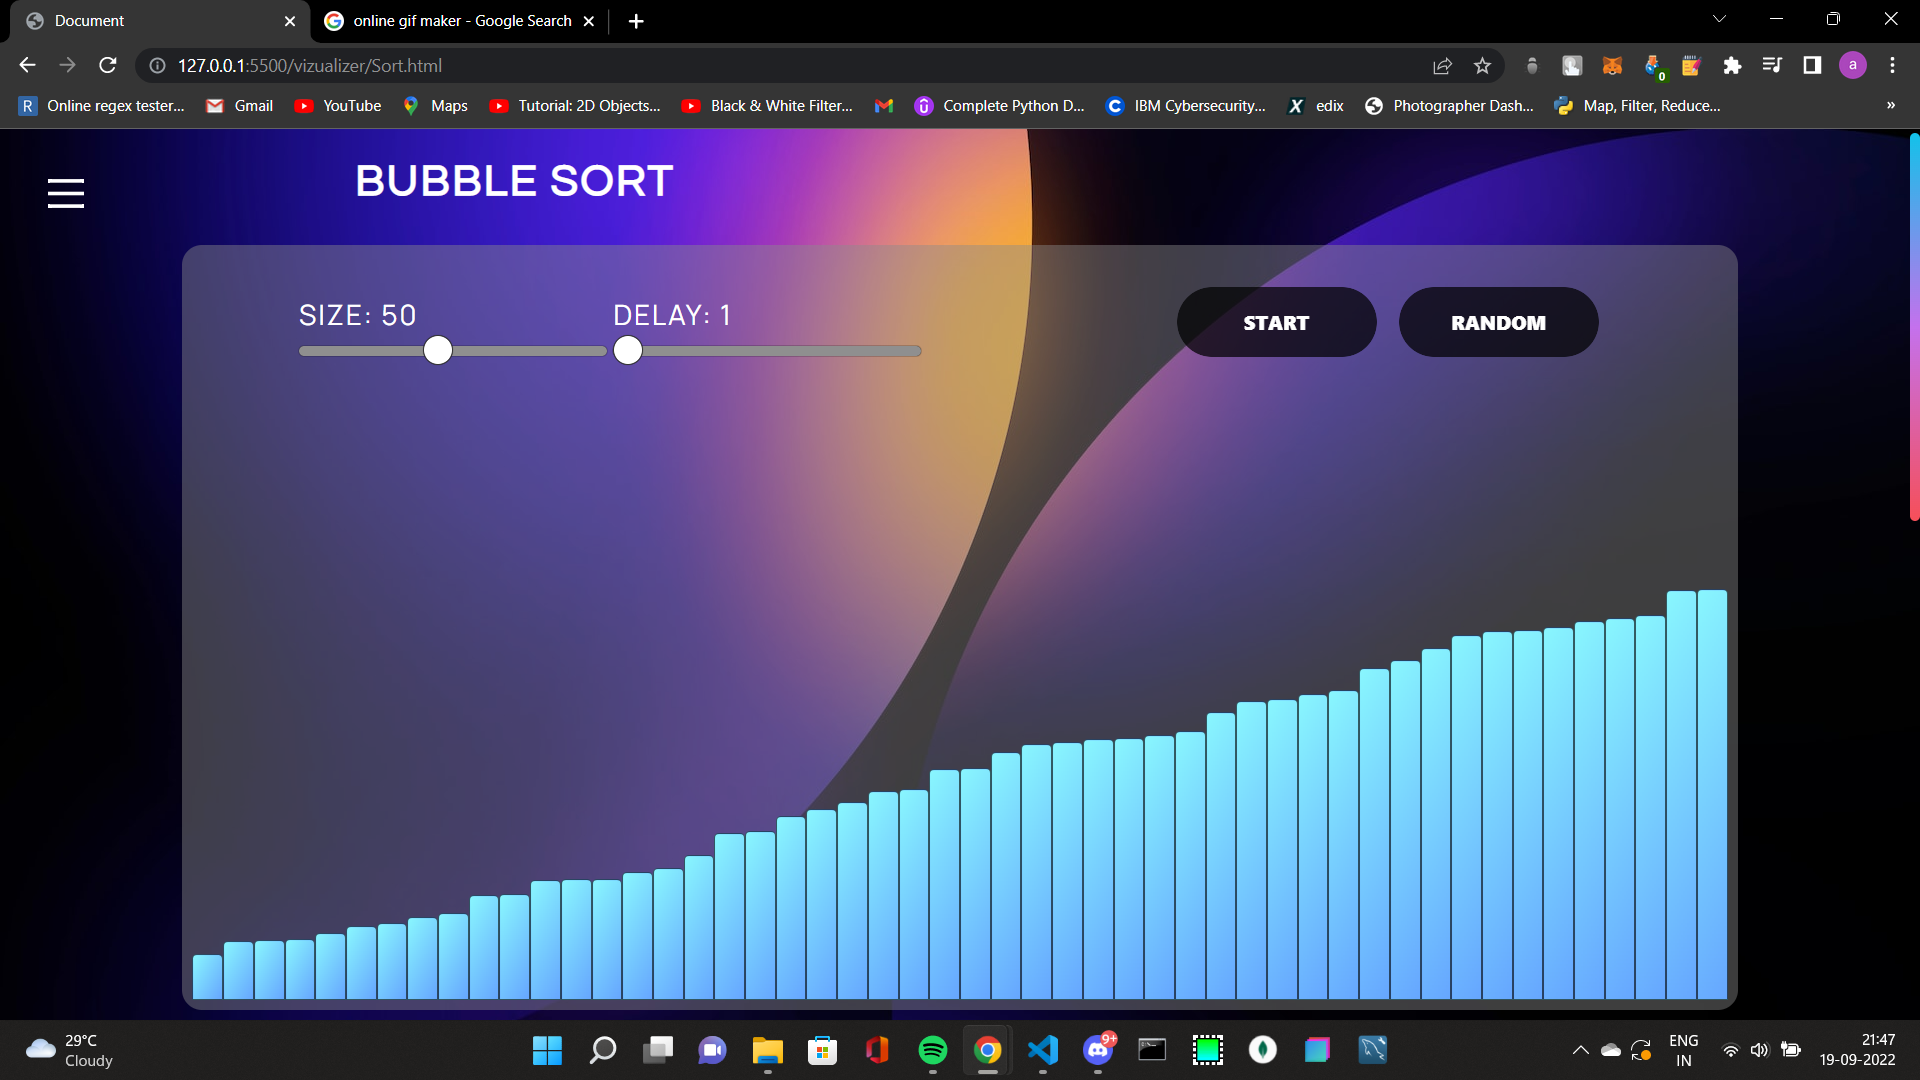 Document
online gif maker - Google Search
127.0.0.1:5500/vizualizer/Sort.html
0
a
R Online regex tester...
Gmail
YouTube
Maps
Tutorial: 2D Objects...
Black & White Filter...
Complete Python D...
IBM Cybersecurity...
edix
Photographer Dash...
Map, Filter, Reduce...
»
BUBBLE SORT
SIZE: 50
DELAY: 1
START
RANDOM
29°C
Cloudy
9+
ENG
IN
21:47
19-09-2022